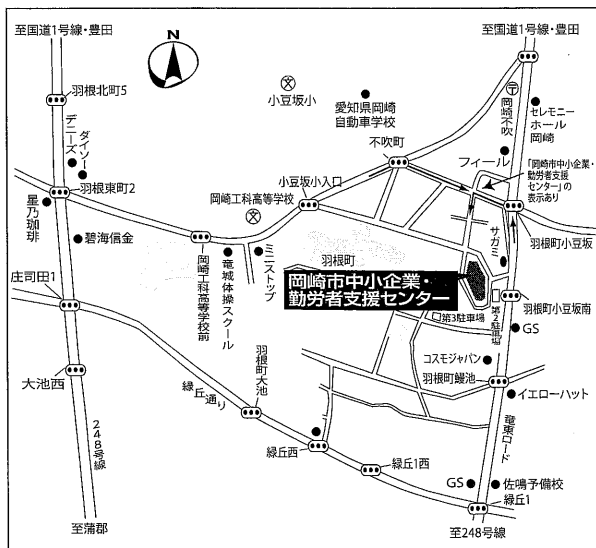 至国道1号線・豊田
至国道1号線・豊田
羽根北町5
小豆坂小
愛知県岡崎
自動車学校
岡崎不吹
セレモニー
ホール
岡崎
デニーズ
ダイソー
不吹町
フィール
「岡崎市中小企業・
勤労者支援
センター」の
表示あり
羽根東町2
岡崎工科高等学校
小豆坂小入口
星乃珈琲
碧海信金
羽根町小豆坂
サガミ
岡崎工科高等学校前
竜城体操スクール
ミニストップ
羽根町
岡崎市中小企業・
勤労者支援センター
庄司田1
第3駐車場
第2駐車場
羽根町小豆坂南
GS
大池西
248号線
緑丘通り
羽根町大池
コスモジャパン
羽根町鰻池
イエローハット
竜東ロード
緑丘西
緑丘1西
GS
佐鳴予備校
緑丘1
至蒲郡
至248号線